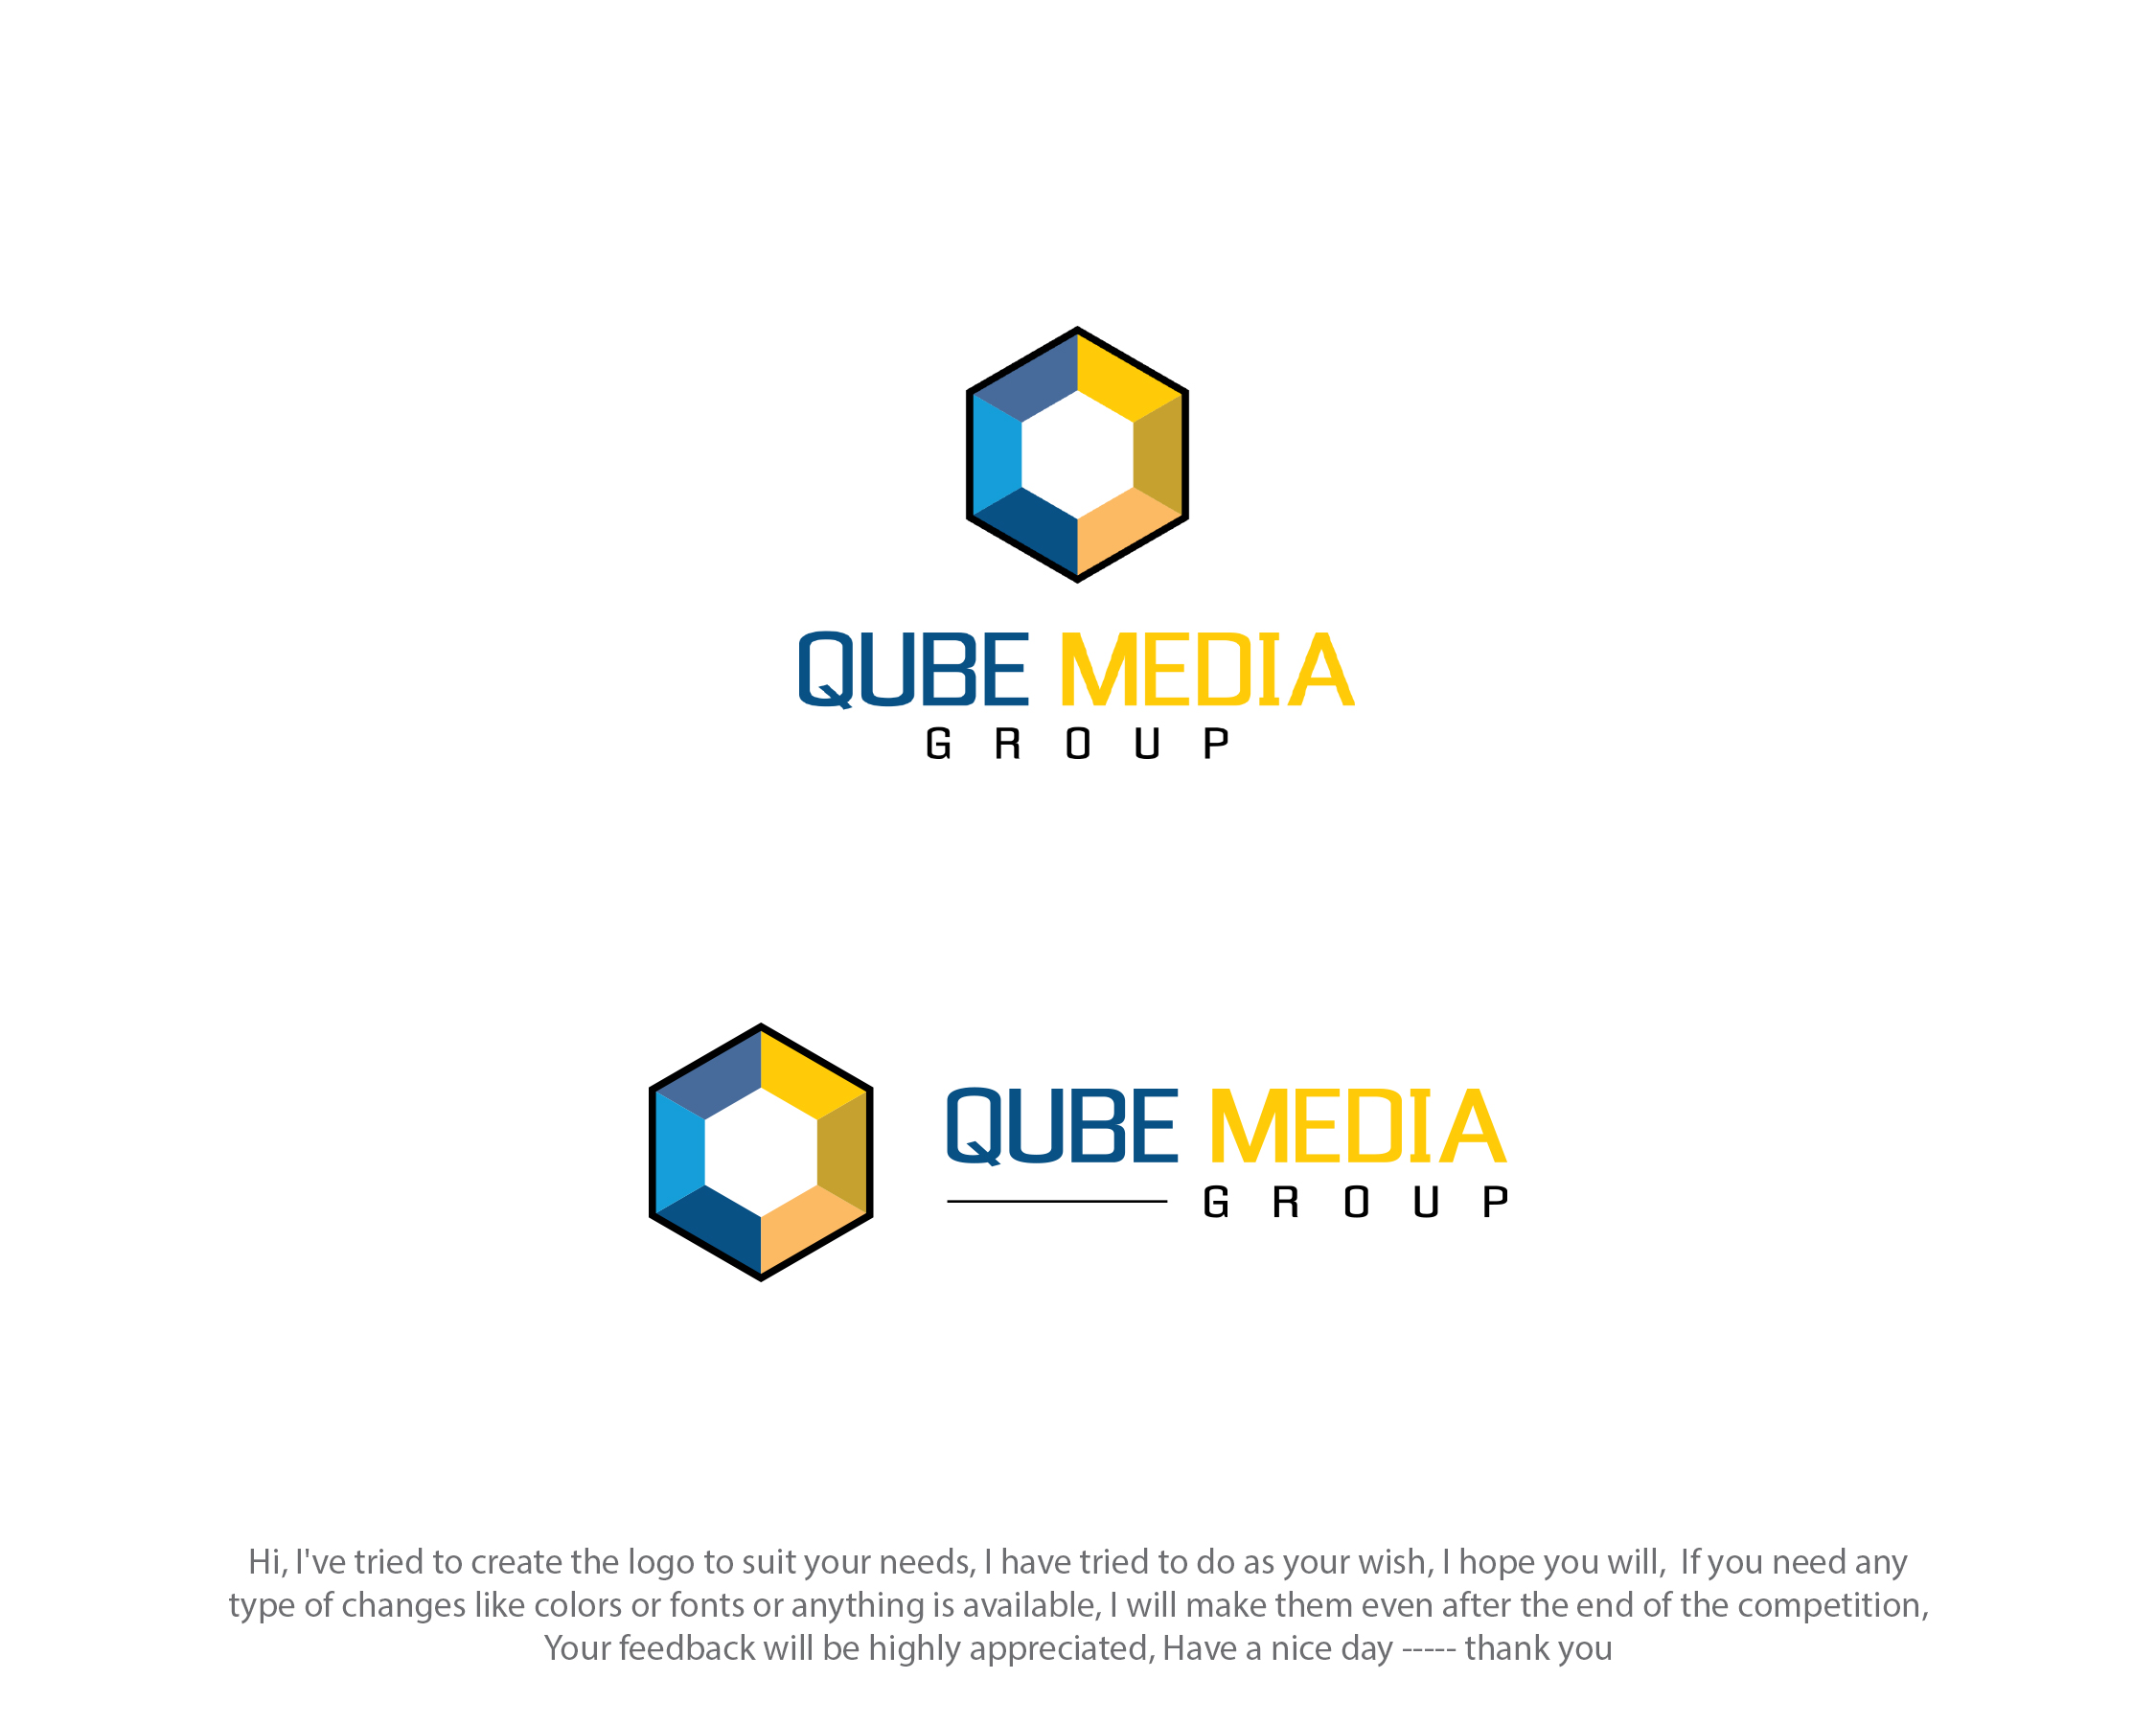 QUBE MEDIA
GROUP
QUBE MEDIA
GROUP
Hi, I've tried to create the logo to suit your needs, I have tried to do as your wish, I hope you will,  If you need any
type of changes like colors or fonts or anything is available, I will make them even after the end of the competition,
Your feedback will be highly appreciated, Have a nice day ----- thank you